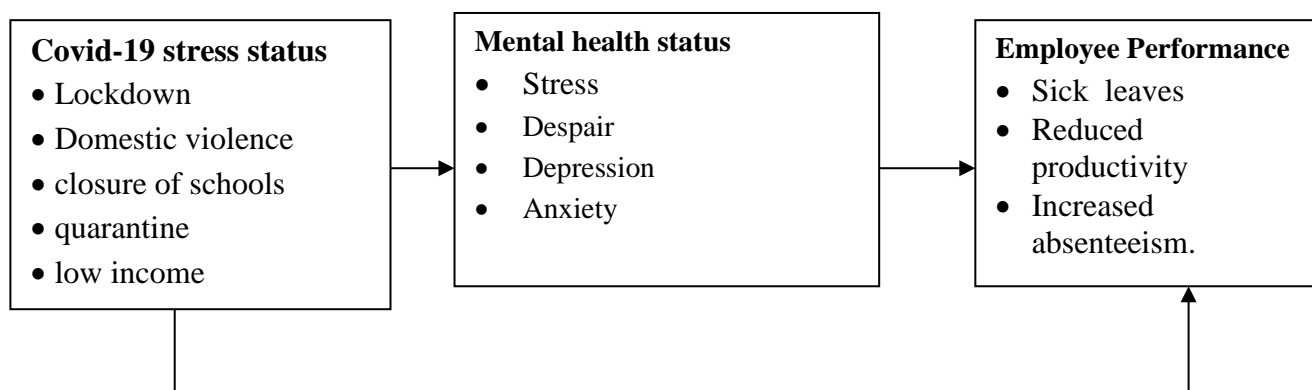 Covid-19 stress status
• Lockdown
• Domestic violence
• closure of schools
• quarantine
• low income
Mental health status
• Stress
• Despair
• Depression
• Anxiety
Employee Performance
• Sick leaves
• Reduced
productivity
• Increased
absenteeism.